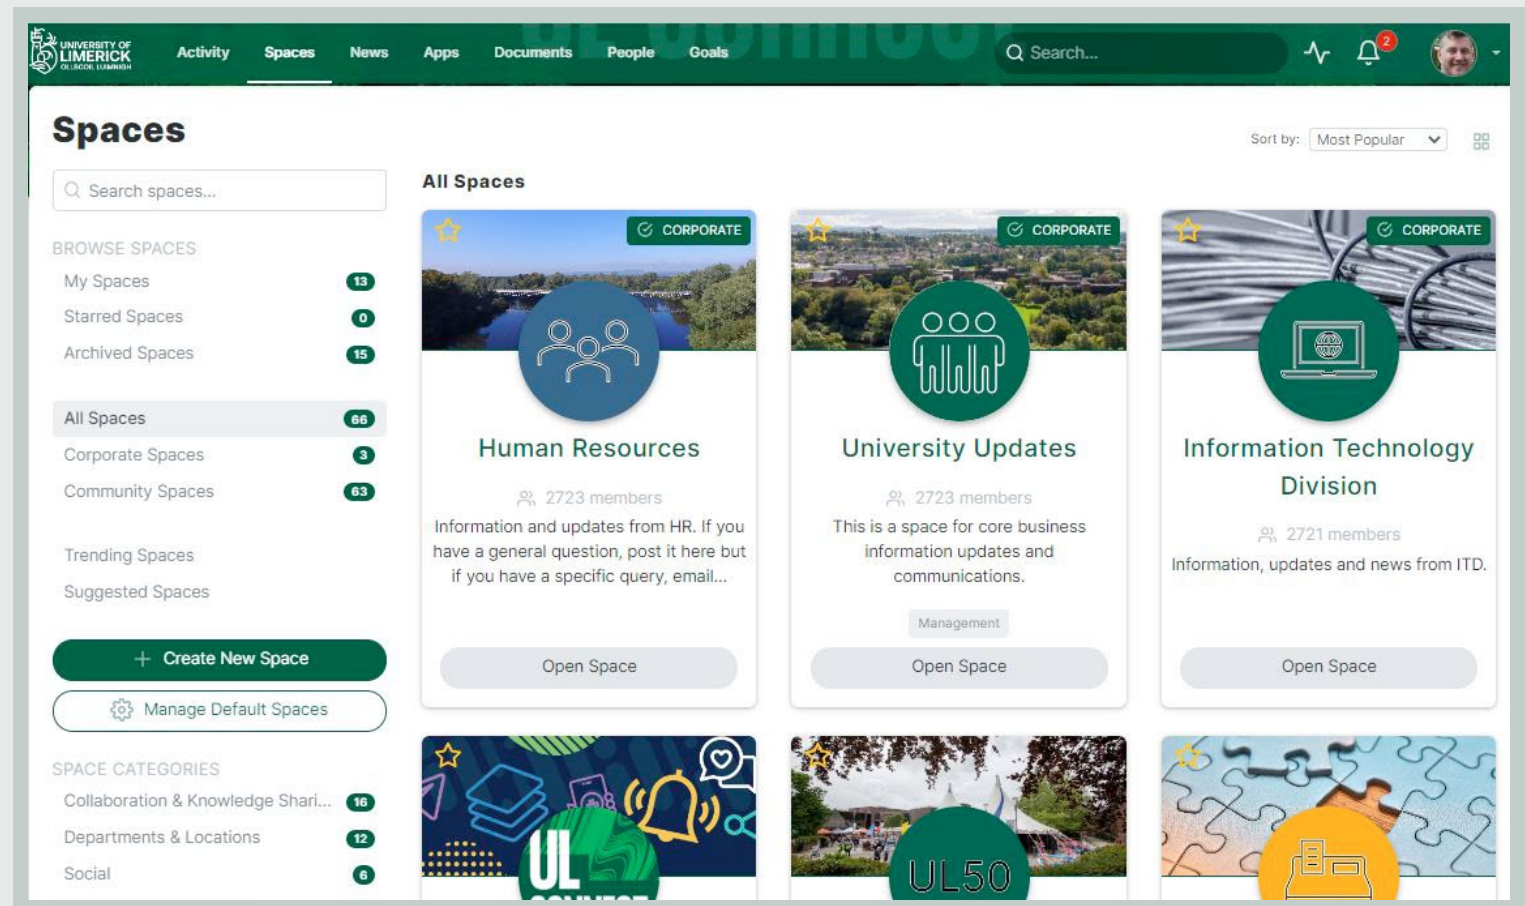 UL Connect
UNIVERSITY OF
LIMERICK
OLLSCOIL LUIMNIGH
Activity
Spaces
News
Apps
Documents
People
Goals
Search...
2
Spaces
Sort by:
Most Popular
Search spaces...
BROWSE SPACES
My Spaces 13
Starred Spaces 0
Archived Spaces 15
All Spaces 66
Corporate Spaces 3
Community Spaces 63
Trending Spaces
Suggested Spaces
Create New Space
Manage Default Spaces
SPACE CATEGORIES
Collaboration & Knowledge Shari... 16
Departments & Locations 12
Social 6
All Spaces
CORPORATE
Human Resources
2723 members
Information and updates from HR. If you
have a general question, post it here but
if you have a specific query, email...
Open Space
CORPORATE
University Updates
2723 members
This is a space for core business
information updates and
communications.
Management
Open Space
CORPORATE
Information Technology
Division
2721 members
Information, updates and news from ITD.
Open Space
UL
CONNECT
UL50